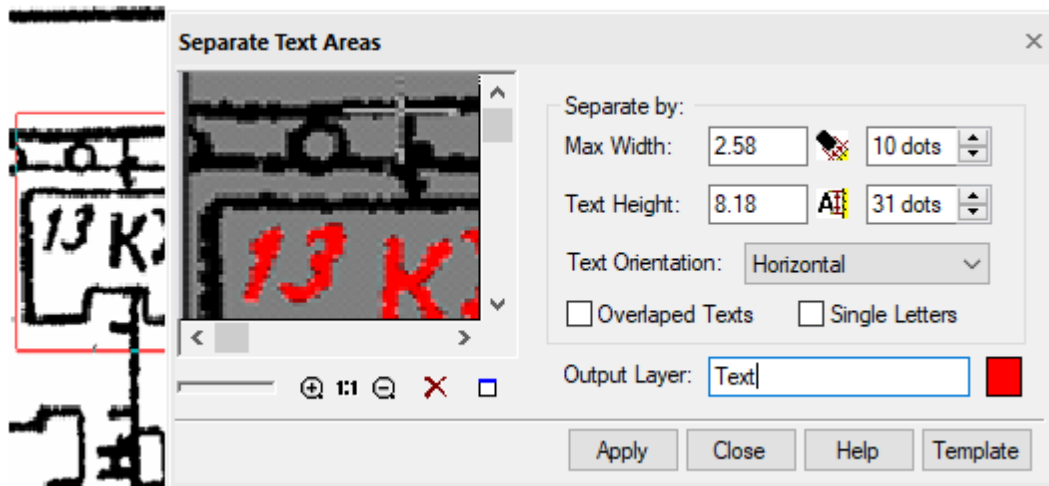 Separate Text Areas
Separate by:
Max Width: 2.58 10 dots
Text Height: 8.18 31 dots
Text Orientation: Horizontal
Overlaped Texts Single Letters
13 K
13
1:1
Output Layer: Text
Apply Close Help Template